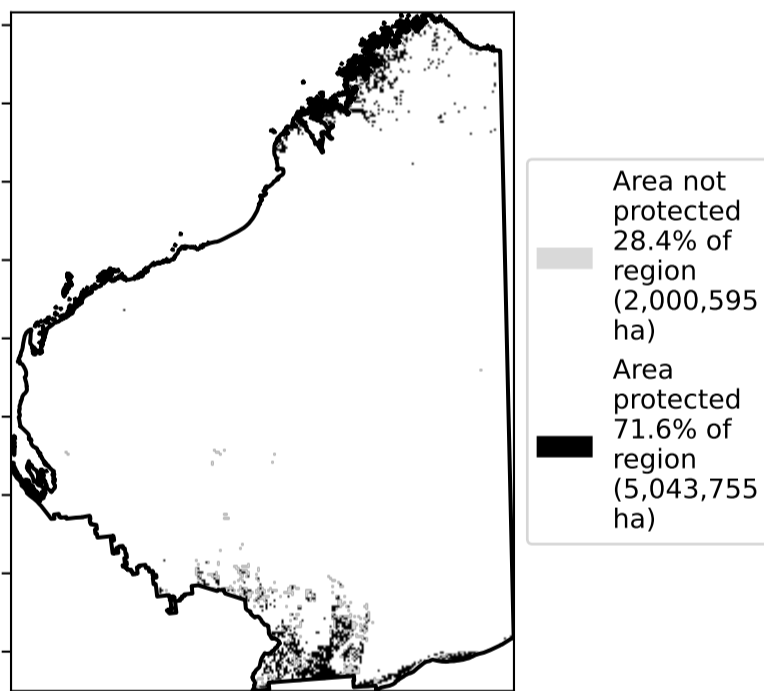 Area not
protected
28.4% of
region
(2,000,595
ha)
Area
protected
71.6% of
region
(5,043,755
ha)